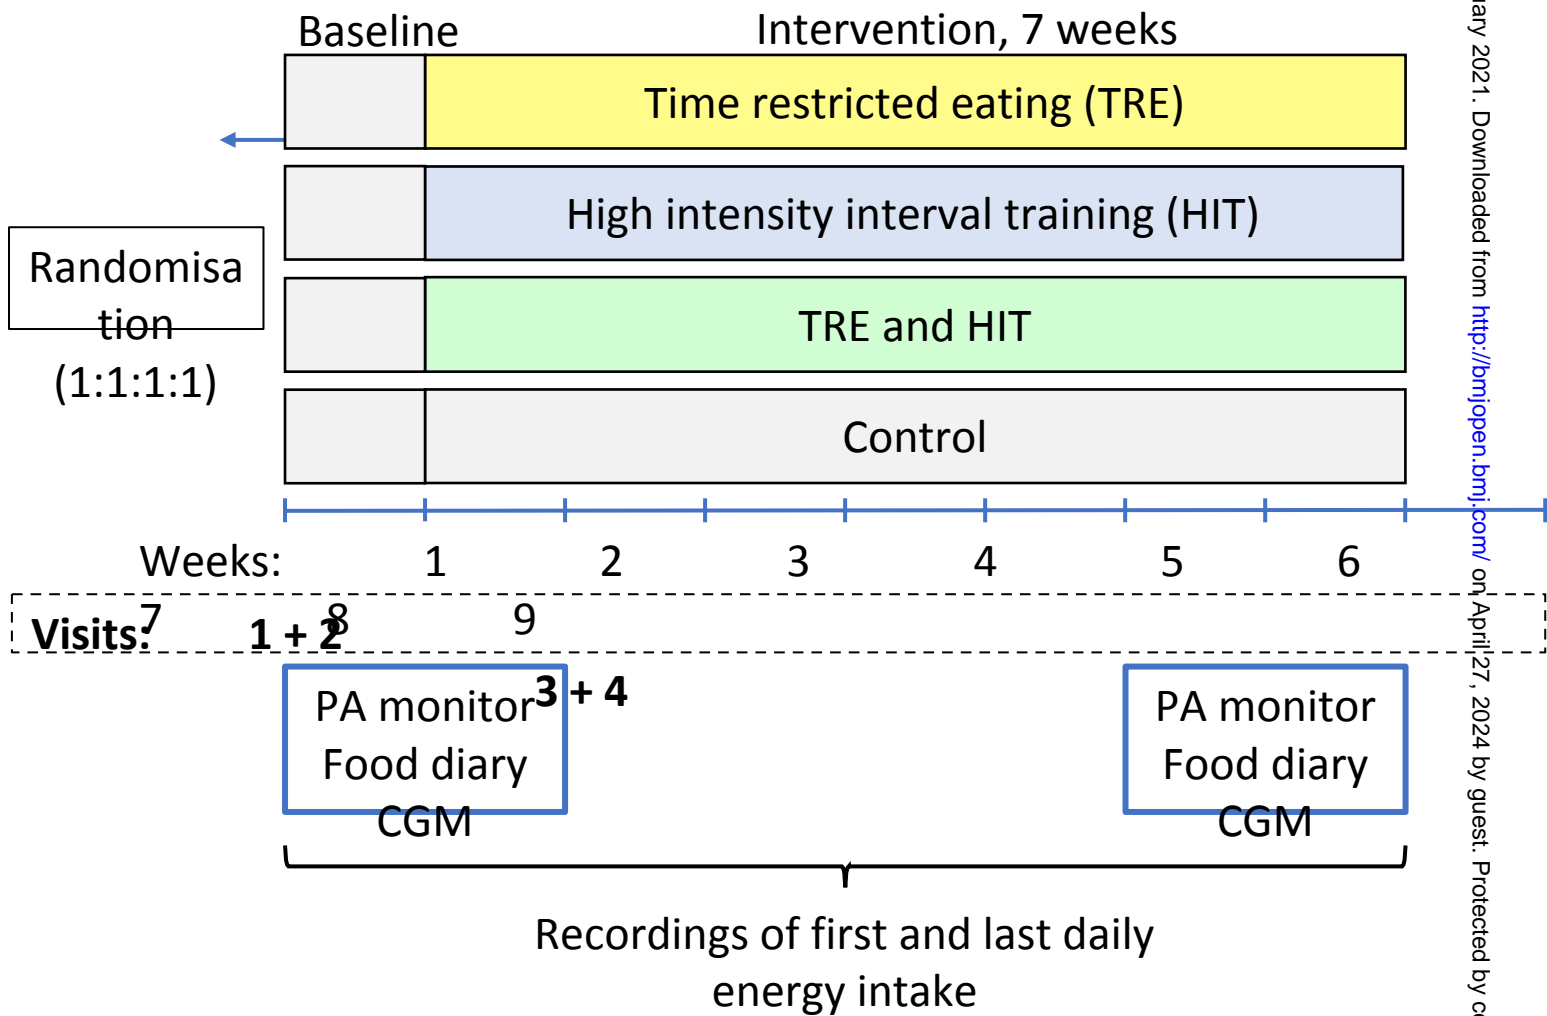 Baseline
Intervention, 7 weeks
Time restricted eating (TRE)
High intensity interval training (HIT)
Randomisa
tion
(1:1:1:1)
TRE and HIT
Control
Weeks: 1 2 3 4 5 6
7 8 9
Visits: 1 + 2
3 + 4
PA monitor
Food diary
CGM
PA monitor
Food diary
CGM
Recordings of first and last daily
energy intake
2021. Downloaded from http://bmjopen.bmj.com/ on April 27, 2024 by guest. Protected by